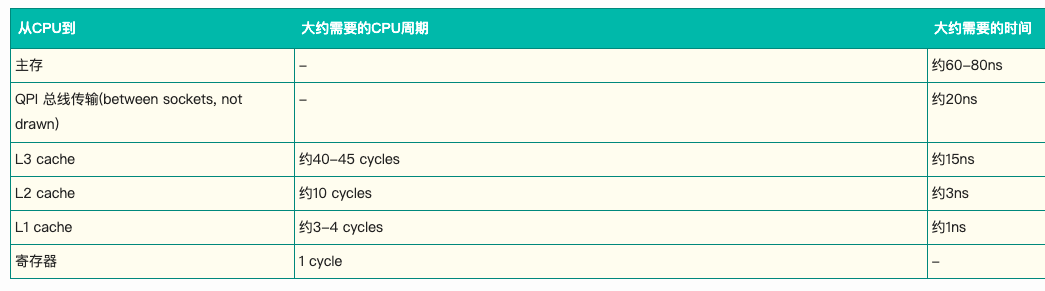 从CPU到 大约需要的CPU周期 大约需要的时间
主存 – 约60–80ns
QPI 总线传输(between sockets, not drawn) – 约20ns
L3 cache 约40–45 cycles 约15ns
L2 cache 约10 cycles 约3ns
L1 cache 约3–4 cycles 约1ns
寄存器 1 cycle –